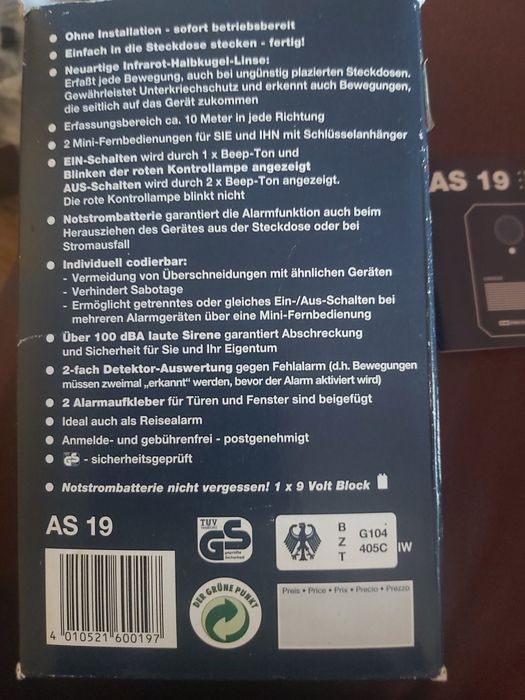 Ohne Installation - sofort betriebsbereit
Einfach in die Steckdose stecken - fertig!
Neuartige Infrarot-Halbkugel-Linse:
Erfaßt jede Bewegung, auch bei ungünstig plazierten Steckdosen.
Gewährleistet Unterkriechschutz und erkennt auch Bewegungen,
die seitlich auf das Gerät zukommen
Erfassungsbereich ca. 10 Meter in jede Richtung
2 Mini-Fernbedienungen für SIE und IHN mit Schlüsselanhänger
EIN-Schalten wird durch 1 x Beep-Ton und
Blinken der roten Kontrollampe angezeigt
AUS-Schalten wird durch 2 x Beep-Ton angezeigt.
Die rote Kontrollampe blinkt nicht
Notstrombatterie garantiert die Alarmfunktion auch beim
Herausziehen des Gerätes aus der Steckdose oder bei
Stromausfall
Individuell codierbar:
- Vermeidung von Überschneidungen mit ähnlichen Geräten
- Verhindert Sabotage
- Ermöglicht getrenntes oder gleiches Ein-/Aus-Schalten bei
mehreren Alarmgeräten über eine Mini-Fernbedienung
Über 100 dBA laute Sirene garantiert Abschreckung
und Sicherheit für Sie und Ihr Eigentum
2-fach Detektor-Auswertung gegen Fehlalarm (d.h. Bewegungen
müssen zweimal „erkannt" werden, bevor der Alarm aktiviert wird)
2 Alarmaufkleber für Türen und Fenster sind beigefügt
Ideal auch als Reisealarm
Anmelde- und gebührenfrei - postgenehmigt
GS - sicherheitsgeprüft
Notstrombatterie nicht vergessen! 1 x 9 Volt Block
AS 19
TÜV
GS
geprüfte
Sicherheit
BZT
G104
405C
IW
4 010521 600197
DER GRÜNE PUNKT
Preis • Price • Prix • Precio • Prezzo
AS 19